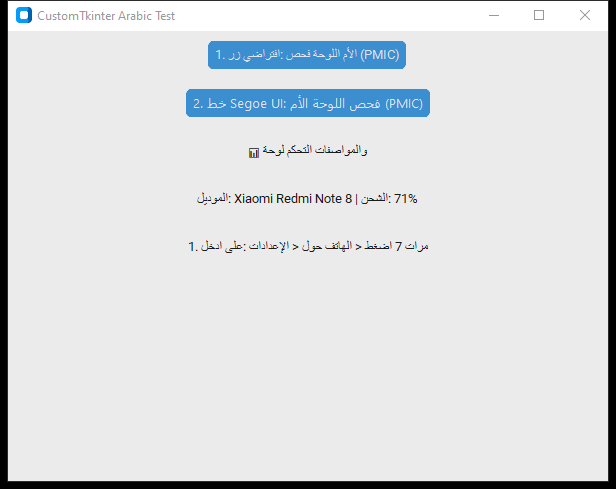 CustomTkinter Arabic Test
1. زر افتراضي: فحص اللوحة الأم (PMIC)
2. خط Segoe UI: فحص اللوحة الأم (PMIC)
📊 لوحة التحكم والمواصفات
الموديل: Xiaomi Redmi Note 8 | الشحن: 71%
1. ادخل على: الإعدادات > حول الهاتف > اضغط 7 مرات